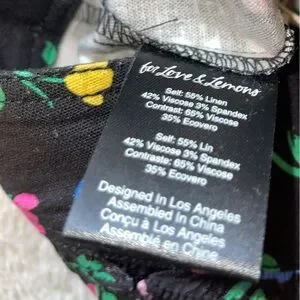 for Love & Lemons
Self: 55% Linen
42% Viscose 3% Spandex
Contrast: 65% Viscose
35% Ecovero
Self: 55% Lin
42% Viscose 3% Spandex
Contraste: 65% Viscose
35% Ecovero
Designed In Los Angeles
Assembled In China
Conçu à Los Angeles
Assemblé en China